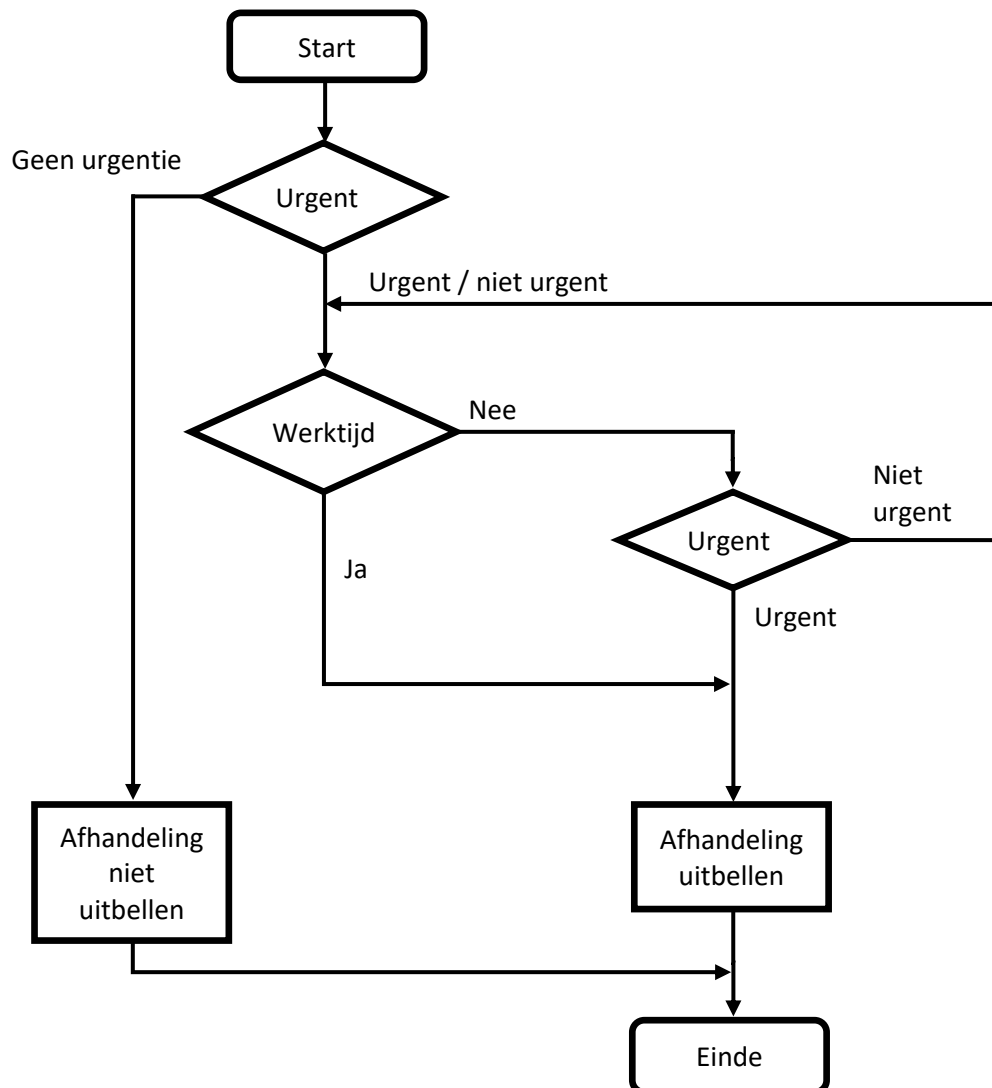 Start
Geen urgentie
Urgent
Urgent / niet urgent
Werktijd
Nee
Niet
urgent
Urgent
Ja
Urgent
Afhandeling
niet
uitbellen
Afhandeling
uitbellen
Einde